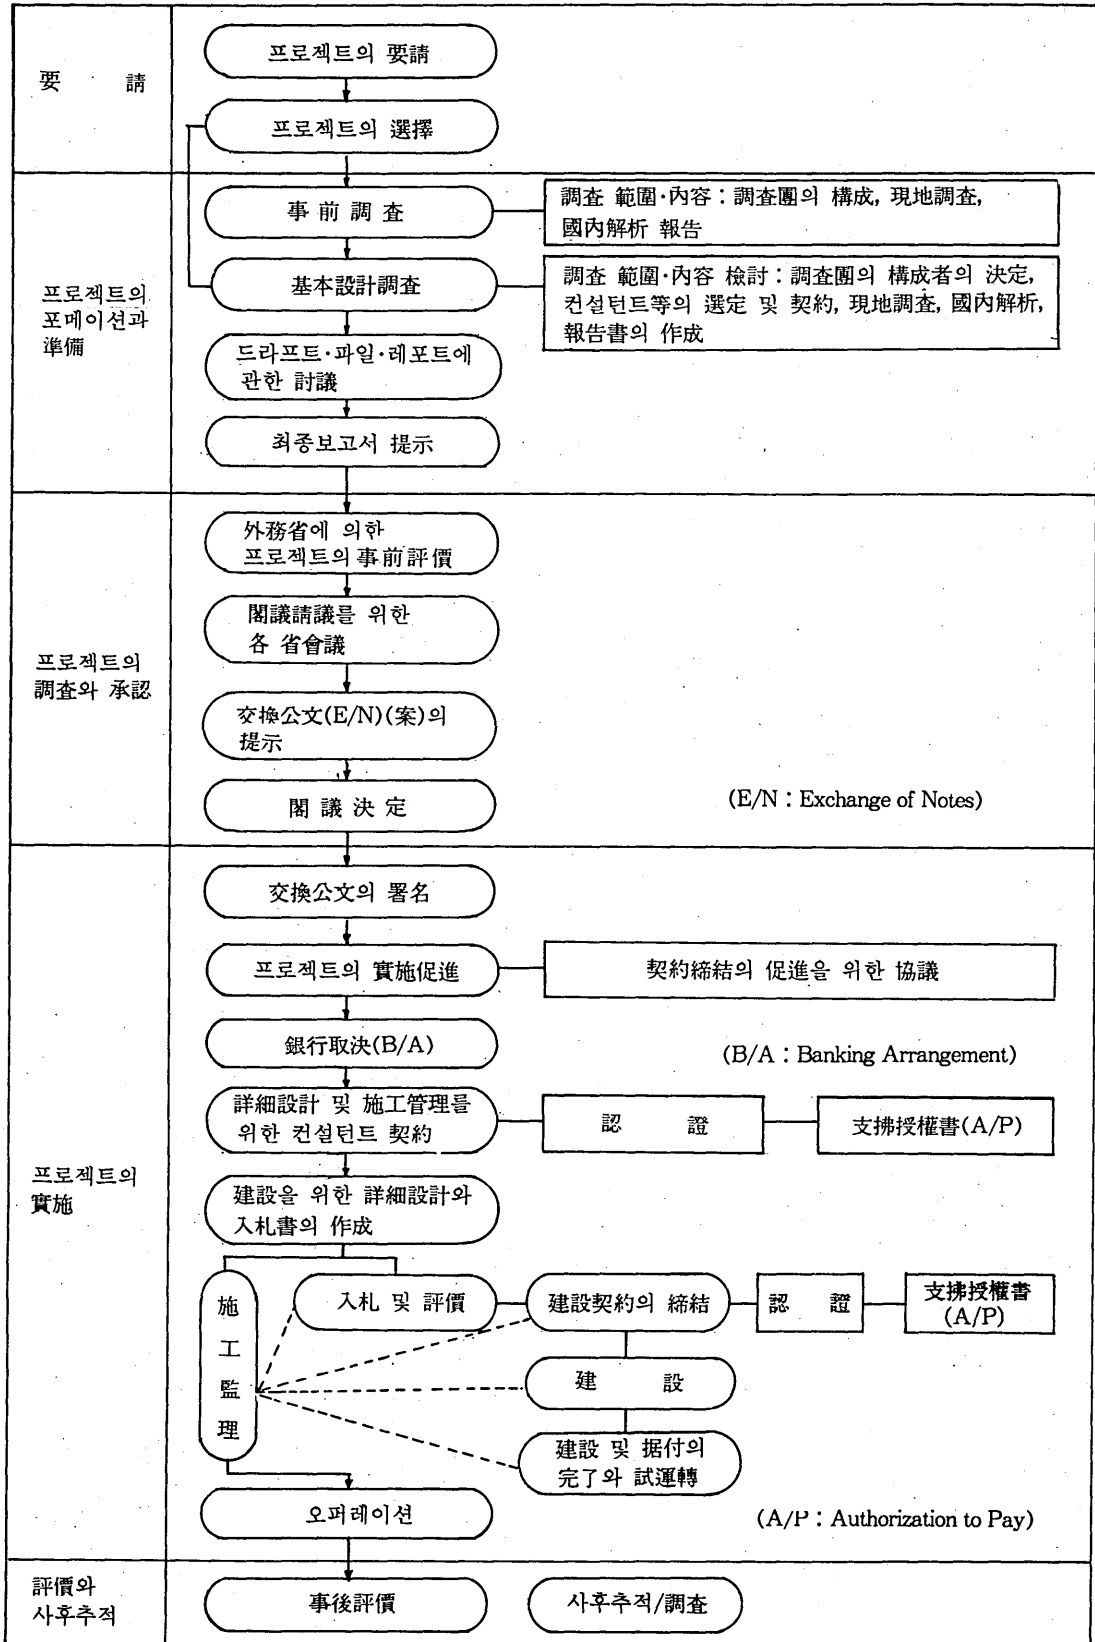 要 請
프로젝트의 要請
프로젝트의 選擇
프로젝트의
포메이션과
準備
事前調査
調査 範圍·內容 : 調査團의 構成, 現地調査,
國內解析 報告
基本設計調査
調査 範圍·內容 檢討 : 調査團의 構成者의 決定,
컨설턴트等의 選定 및 契約, 現地調査, 國內解析,
報告書의 作成
드라프트·파일·레포트에
관한 討議
최종보고서 提示
프로젝트의
調査와 承認
外務省에 의한
프로젝트의 事前評價
閣議請議를 위한
各 省會議
交換公文(E/N)(案)의
提示
閣議決定
(E/N : Exchange of Notes)
프로젝트의
實施
交換公文의 署名
프로젝트의 實施促進
契約締結의 促進을 위한 協議
銀行取決(B/A)
(B/A : Banking Arrangement)
詳細設計 및 施工管理를
위한 컨설턴트 契約
認 證
支拂授權書(A/P)
建設을 위한 詳細設計와
入札書의 作成
施工監理
入札 및 評價
建設契約의 締結
認 證
支拂授權書
(A/P)
建 設
建設 및 据付의
完了와 試運轉
오퍼레이션
(A/P : Authorization to Pay)
評價와
사후추적
事後評價
사후추적/調査